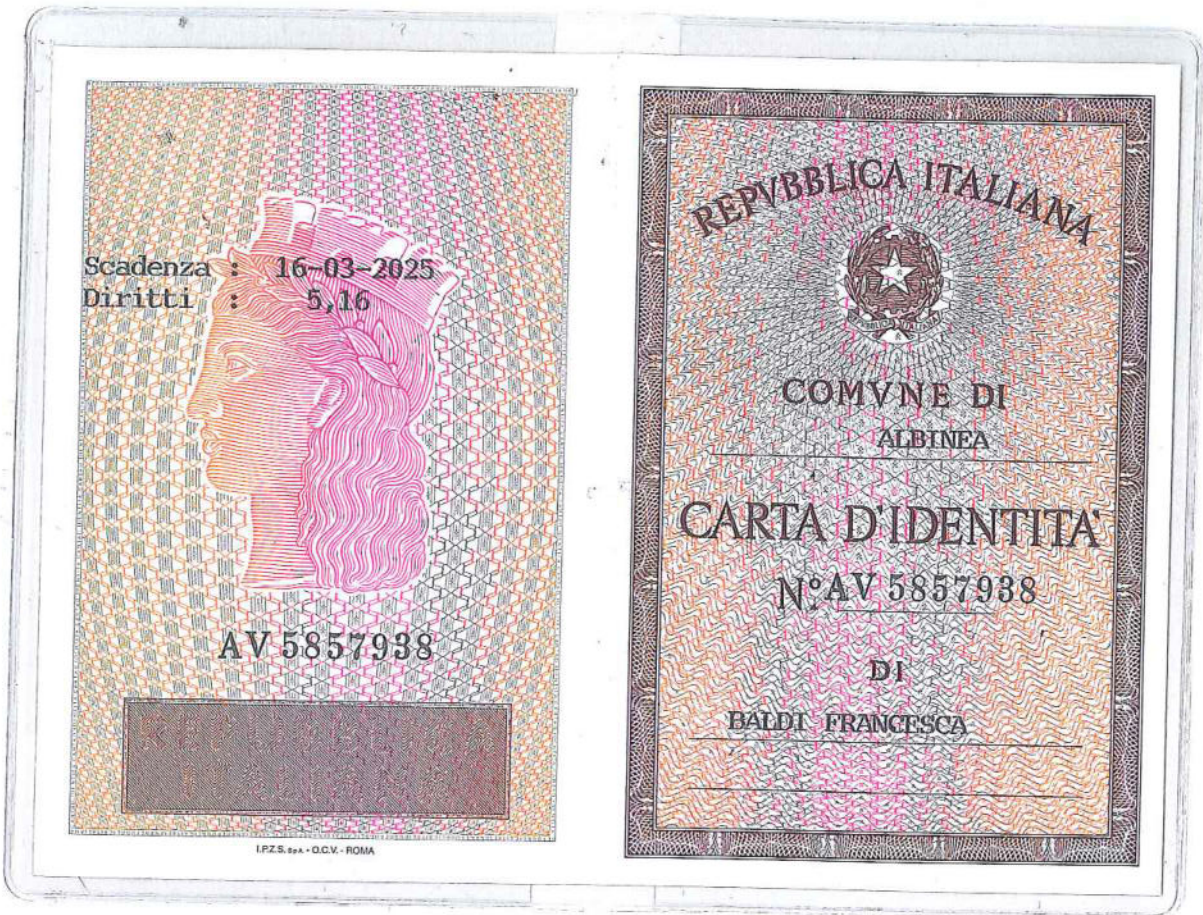 Scadenza : 16-03-2025
Diritti : 5,16
AV 5857938
I.P.Z.S. S.p.A. - O.C.V. - ROMA
REPVBBLICA ITALIANA
COMVNE DI
ALBINEA
CARTA D'IDENTITA'
N.° AV 5857938
DI
BALDI FRANCESCA